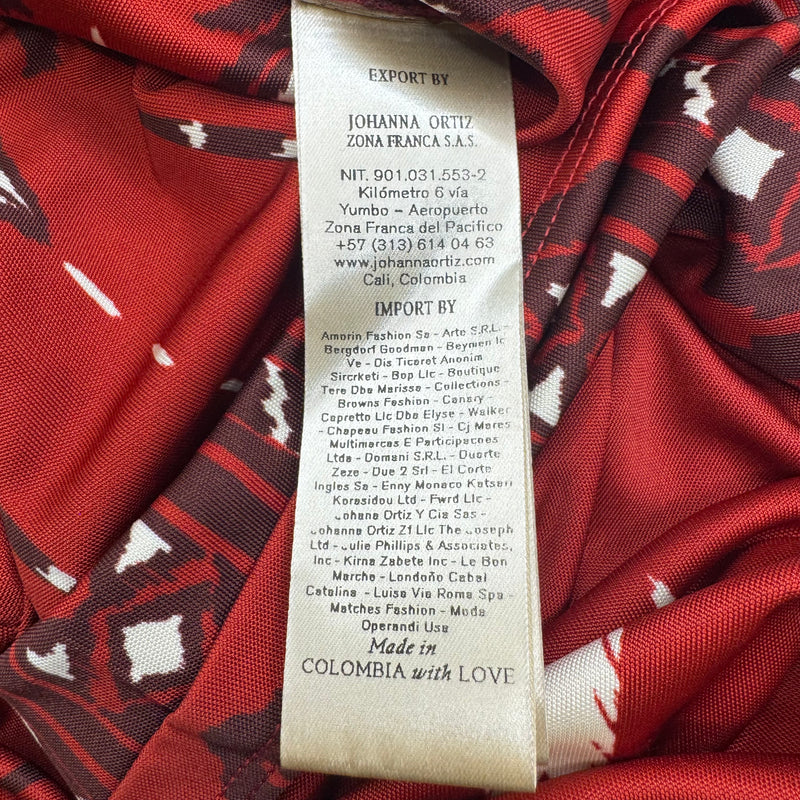 EXPORT BY
JOHANNA ORTIZ
ZONA FRANCA S.A.S.
NIT. 901.031.553-2
Kilómetro 6 vía
Yumbo – Aeropuerto
Zona Franca del Pacifico
+57 (313) 614 04 63
www.johannaortiz.com
Cali, Colombia
IMPORT BY
Amorin Fashion Sa - Arte S.R.L. -
Bergdorf Goodman - Beymen Ic
Ve - Dis Ticaret Anonim
Sircrketi - Bop Llc - Boutique
Tere Dba Marissa - Collections -
Browns Fashion - Canary -
Capretto Llc Dba Elyse - Walker
- Chapeau Fashion Sl - Cj Mares
Multimarcas E Participacoes
Ltda - Domani S.R.L. - Duarte
Zeze - Due 2 Srl - El Corte
Ingles Sa - Enny Monaco Katsari
Korasidou Ltd - Fwrd Llc -
Johana Ortiz Y Cia Sas -
Johanna Ortiz Z1 Llc The Joseph
Ltd - Julie Phillips & Associates,
Inc - Kirna Zabete Inc - Le Bon
Marche - Londoño Cabal
Catalina - Luisa Via Roma Spa -
Matches Fashion - Moda
Operandi Usa
Made in
COLOMBIA with LOVE